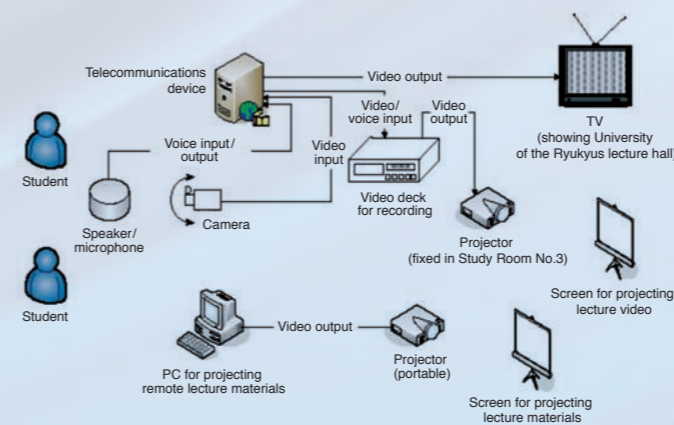 Telecommunications
device
Video output
TV
(showing University
of the Ryukyus lecture hall)
Video/
voice input
Video
output
Voice input/
output
Video
input
Student
Speaker/
microphone
Camera
Video deck
for recording
Projector
(fixed in Study Room No.3)
Screen for projecting
lecture video
Student
PC for projecting
remote lecture materials
Video output
Projector
(portable)
Screen for projecting
lecture materials